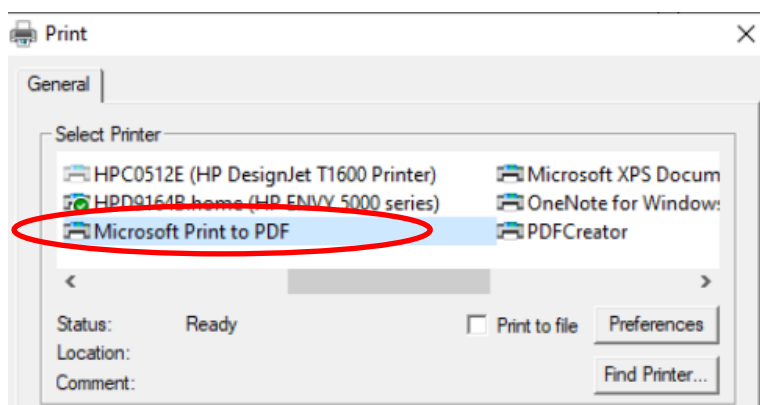 Print
General
Select Printer
HPC0512E (HP DesignJet T1600 Printer) Microsoft XPS Docum
HPD9164B.home (HP ENVY 5000 series) OneNote for Windows
Microsoft Print to PDF PDFCreator
Status: Ready Print to file Preferences
Location:
Comment: Find Printer...